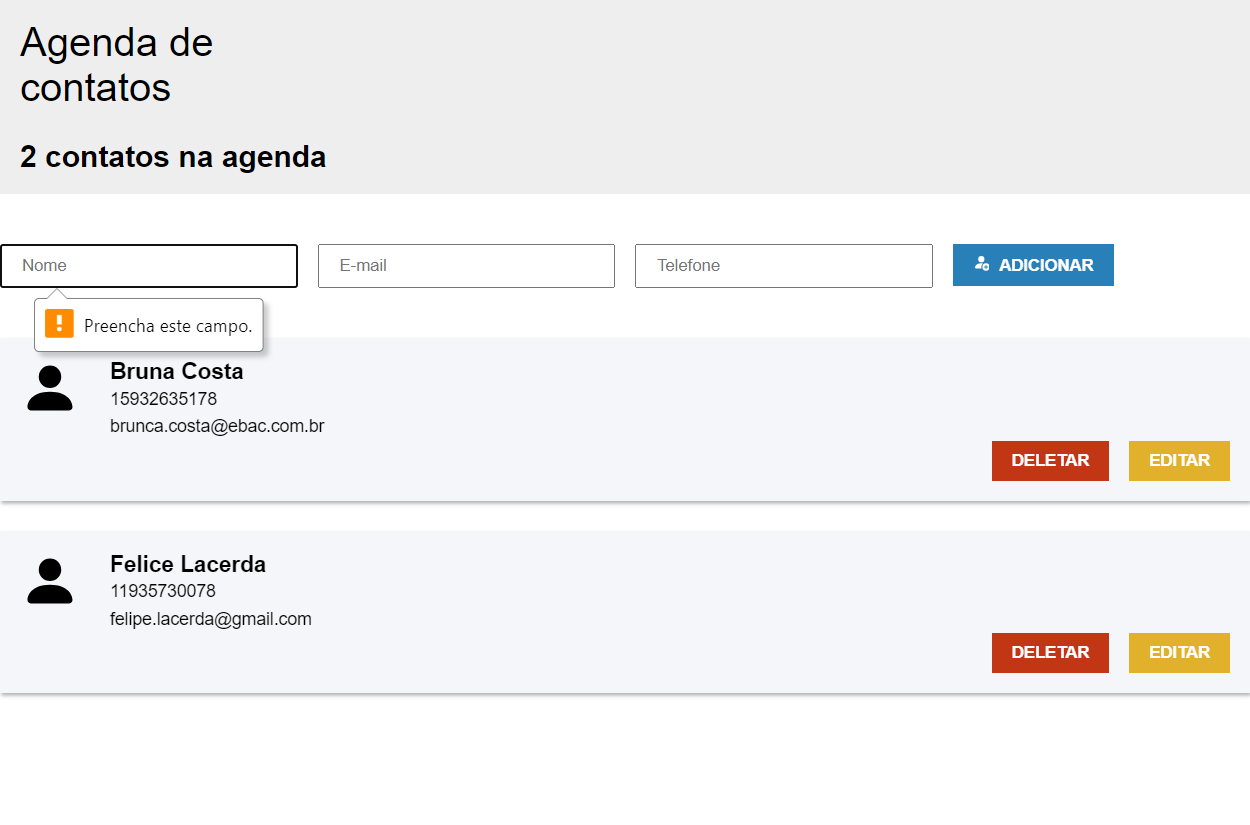 Agenda de
contatos
2 contatos na agenda
Nome
E-mail
Telefone
ADICIONAR
Preencha este campo.
Bruna Costa
15932635178
brunca.costa@ebac.com.br
DELETAR
EDITAR
Felice Lacerda
11935730078
felipe.lacerda@gmail.com
DELETAR
EDITAR